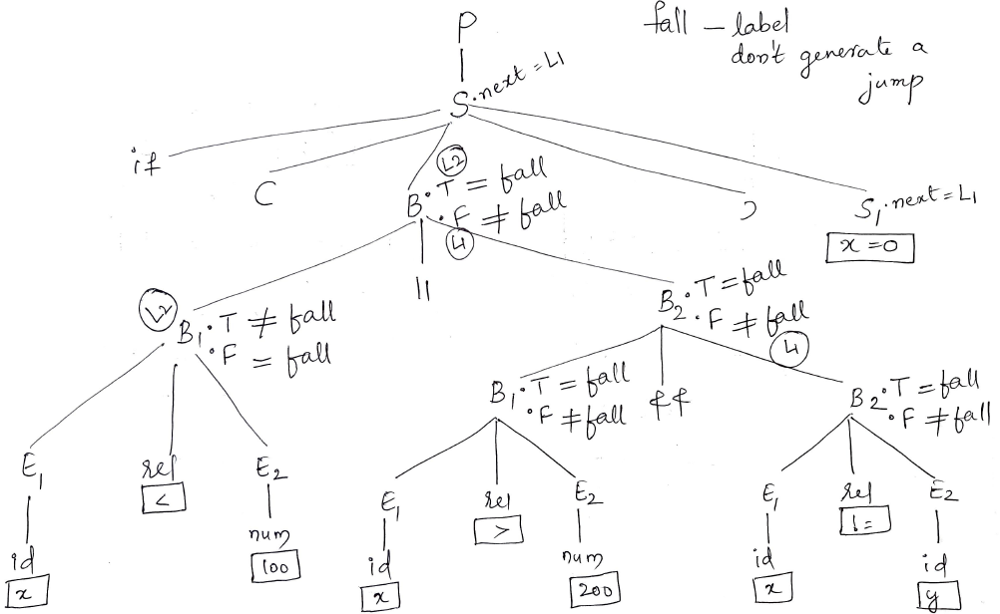 P
fall – label
don't generate a
jump
S.next = L1
if
(
L2
B.T = fall
.F ≠ fall
L1
)
S1.next = L1
x = 0
||
L2
B1.T ≠ fall
.F = fall
B2.T = fall
.F ≠ fall
L1
B1.T = fall
.F ≠ fall
&&
B2.T = fall
.F ≠ fall
E1 rel E2
<
E1 rel E2
>
E1 rel E2
!=
id num
x 100
id num
x 200
id id
x y